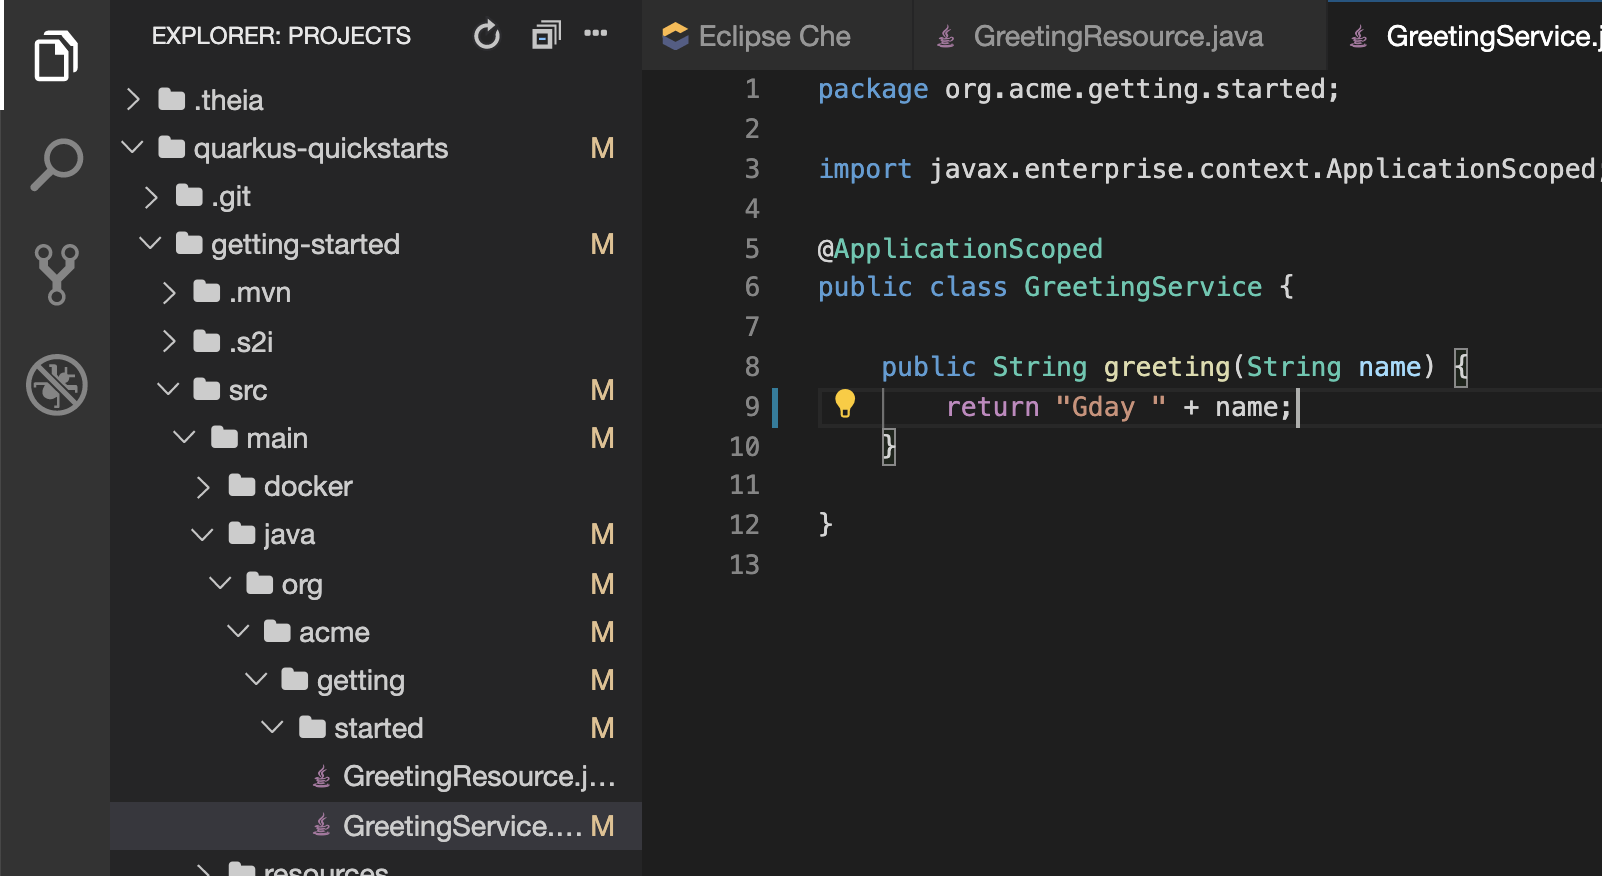 EXPLORER: PROJECTS
.theia
quarkus-quickstarts M
.git
getting-started M
.mvn
.s2i
src M
main M
docker
java M
org M
acme M
getting M
started M
GreetingResource.j...
GreetingService.... M
resources
Eclipse Che
GreetingResource.java
GreetingService.j
1 package org.acme.getting.started;
2
3 import javax.enterprise.context.ApplicationScoped;
4
5 @ApplicationScoped
6 public class GreetingService {
7
8 public String greeting(String name) {
9 return "Gday " + name;
10 }
11
12 }
13